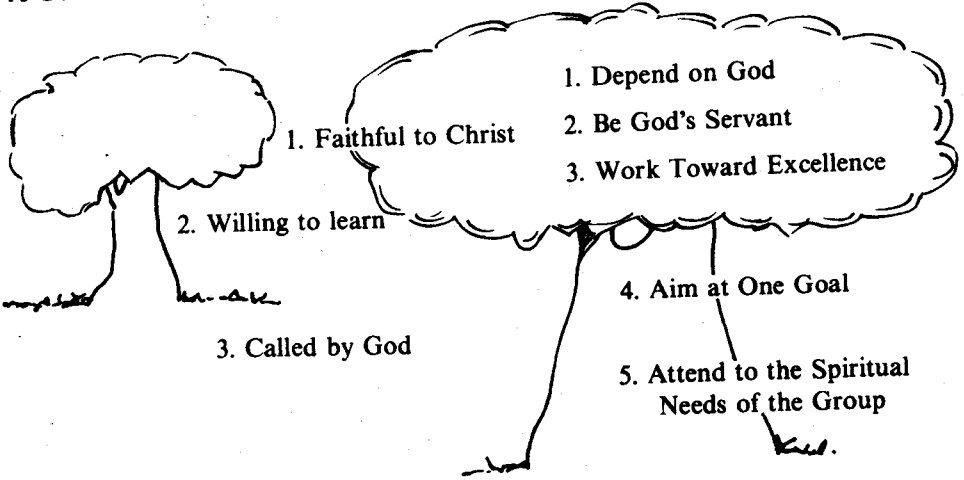 1. Faithful to Christ
2. Willing to learn
3. Called by God
1. Depend on God
2. Be God's Servant
3. Work Toward Excellence
4. Aim at One Goal
5. Attend to the Spiritual
Needs of the Group